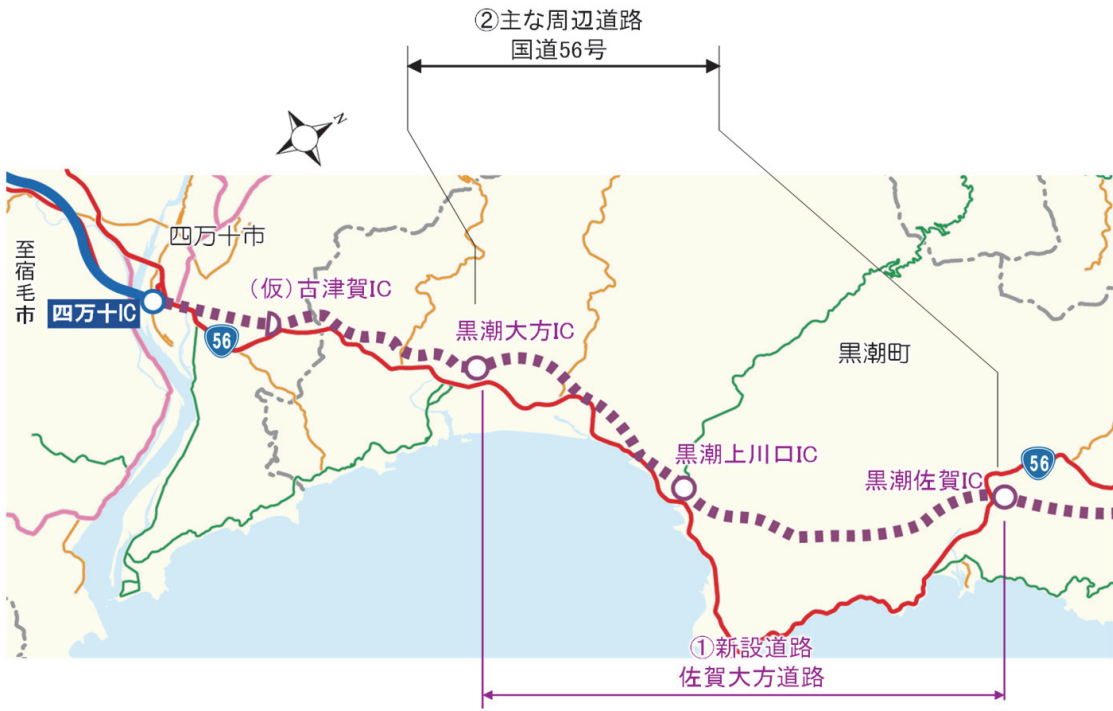 ②主な周辺道路
国道56号
N
四万十市
至宿毛市
四万十IC
(仮)古津賀IC
56
黒潮大方IC
黒潮町
黒潮上川口IC
黒潮佐賀IC
56
①新設道路
佐賀大方道路